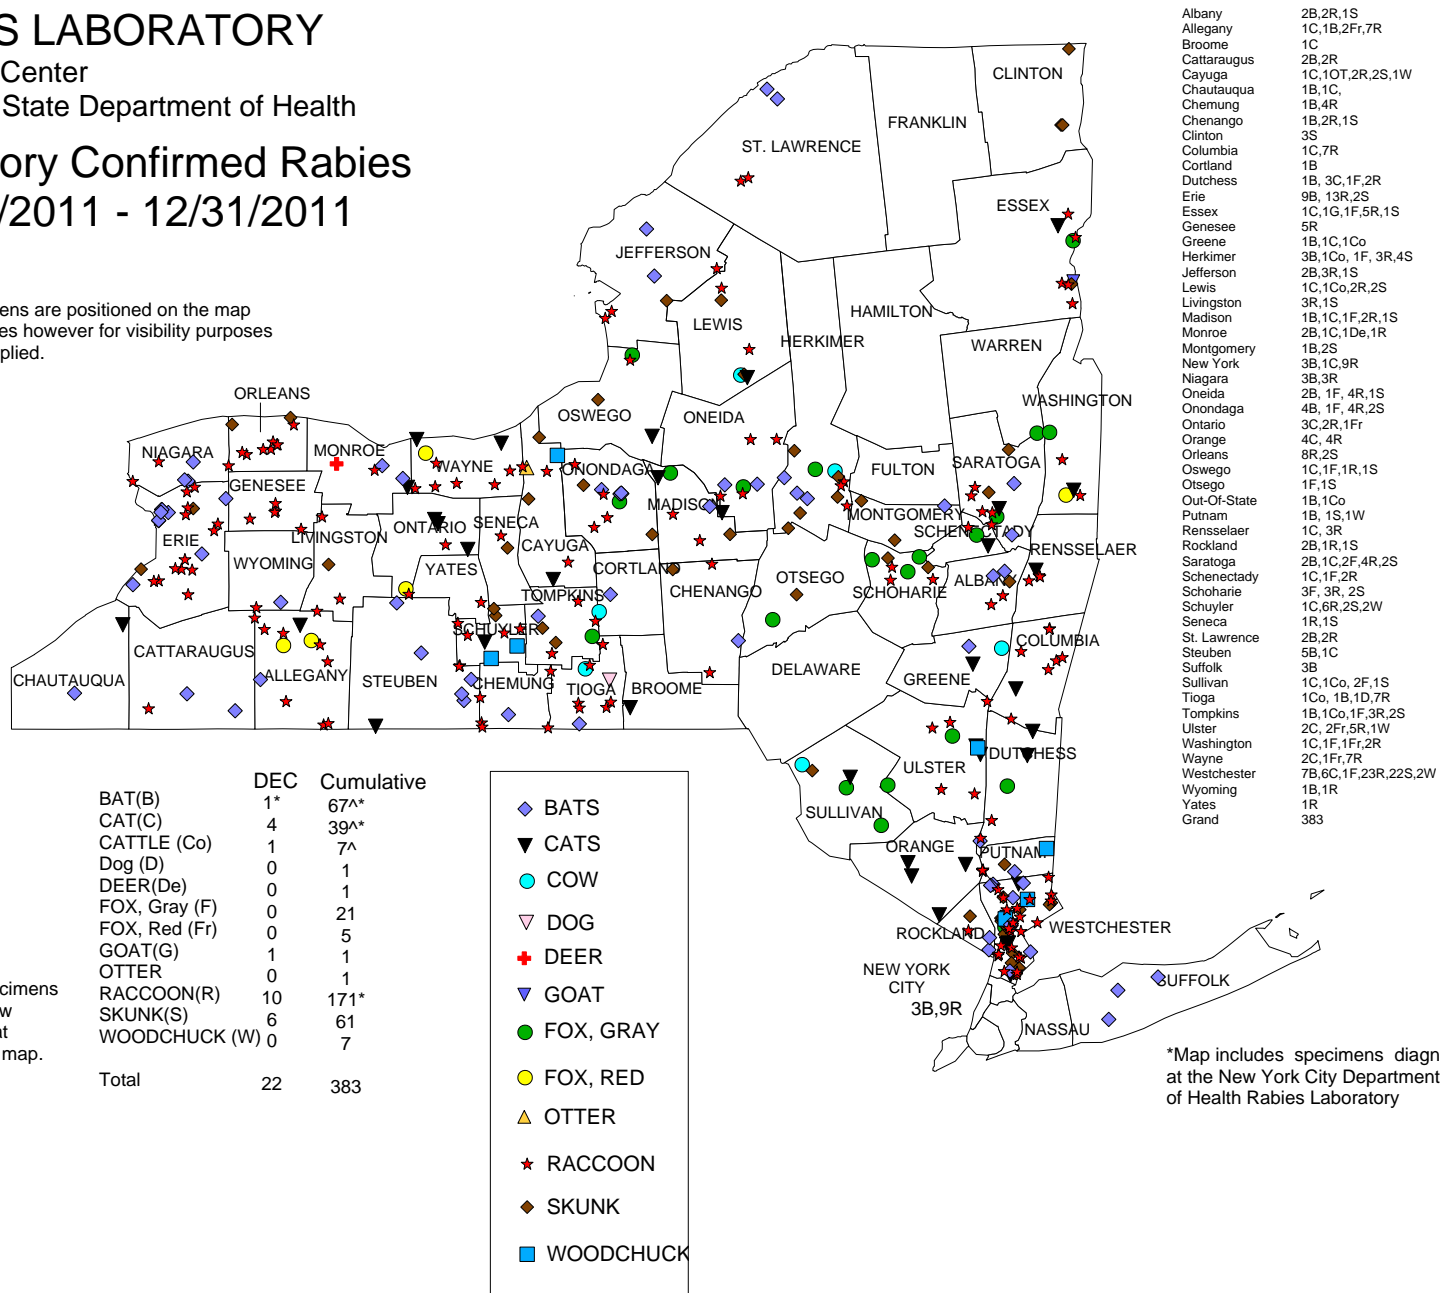 S LABORATORY
Center
State Department of Health
ory Confirmed Rabies
/2011 - 12/31/2011
ens are positioned on the map
es however for visibility purposes
plied.
Albany 2B,2R,1S
Allegany 1C,1B,2Fr,7R
Broome 1C
Cattaraugus 2B,2R
Cayuga 1C,1OT,2R,2S,1W
Chautauqua 1B,1C,
Chemung 1B,4R
Chenango 1B,2R,1S
Clinton 3S
Columbia 1C,7R
Cortland 1B
Dutchess 1B, 3C,1F,2R
Erie 9B, 13R,2S
Essex 1C,1G,1F,5R,1S
Genesee 5R
Greene 1B,1C,1Co
Herkimer 3B,1Co, 1F, 3R,4S
Jefferson 2B,3R,1S
Lewis 1C,1Co,2R,2S
Livingston 3R,1S
Madison 1B,1C,1F,2R,1S
Monroe 2B,1C,1De,1R
Montgomery 1B,2S
New York 3B,1C,9R
Niagara 3B,3R
Oneida 2B, 1F, 4R,1S
Onondaga 4B, 1F, 4R,2S
Ontario 3C,2R,1Fr
Orange 4C, 4R
Orleans 8R,2S
Oswego 1C,1F,1R,1S
Otsego 1F,1S
Out-Of-State 1B,1Co
Putnam 1B, 1S,1W
Rensselaer 1C, 3R
Rockland 2B,1R,1S
Saratoga 2B,1C,2F,4R,2S
Schenectady 1C,1F,2R
Schoharie 3F, 3R, 2S
Schuyler 1C,6R,2S,2W
Seneca 1R,1S
St. Lawrence 2B,2R
Steuben 5B,1C
Suffolk 3B
Sullivan 1C,1Co, 2F,1S
Tioga 1Co, 1B,1D,7R
Tompkins 1B,1Co,1F,3R,2S
Ulster 2C, 2Fr,5R,1W
Washington 1C,1F,1Fr,2R
Wayne 2C,1Fr,7R
Westchester 7B,6C,1F,23R,22S,2W
Wyoming 1B,1R
Yates 1R
Grand 383
CLINTON
FRANKLIN
ST. LAWRENCE
ESSEX
JEFFERSON
HAMILTON
LEWIS
HERKIMER
WARREN
ORLEANS
WASHINGTON
OSWEGO
ONEIDA
NIAGARA
MONROE
WAYNE
ONONDAGA
FULTON
SARATOGA
GENESEE
MADISON
MONTGOMERY
ONTARIO
SENECA
SCHENECTADY
ERIE
LIVINGSTON
CAYUGA
RENSSELAER
WYOMING
YATES
CORTLAND
OTSEGO
ALBANY
CHENANGO
SCHOHARIE
TOMPKINS
SCHUYLER
COLUMBIA
CATTARAUGUS
ALLEGANY
DELAWARE
CHAUTAUQUA
STEUBEN
CHEMUNG
TIOGA
BROOME
GREENE
DUTCHESS
ULSTER
SULLIVAN
ORANGE
PUTNAM
ROCKLAND
WESTCHESTER
NEW YORK
CITY
3B,9R
SUFFOLK
NASSAU
DEC Cumulative
BAT(B) 1* 67^*
CAT(C) 4 39^*
CATTLE (Co) 1 7^
Dog (D) 0 1
DEER(De) 0 1
FOX, Gray (F) 0 21
FOX, Red (Fr) 0 5
GOAT(G) 1 1
OTTER 0 1
RACCOON(R) 10 171*
SKUNK(S) 6 61
WOODCHUCK (W) 0 7
Total 22 383
cimens
w
at
map.
BATS
CATS
COW
DOG
DEER
GOAT
FOX, GRAY
FOX, RED
OTTER
RACCOON
SKUNK
WOODCHUCK
*Map includes specimens diagn
at the New York City Department
of Health Rabies Laboratory